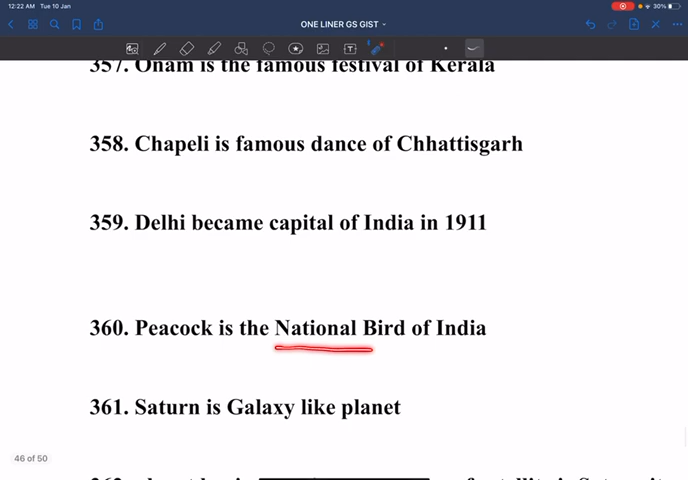 12:22 AM Tue 10 Jan
30%
ONE LINER GS GIST
357. Onam is the famous festival of Kerala
358. Chapeli is famous dance of Chhattisgarh
359. Delhi became capital of India in 1911
360. Peacock is the National Bird of India
361. Saturn is Galaxy like planet
46 of 50